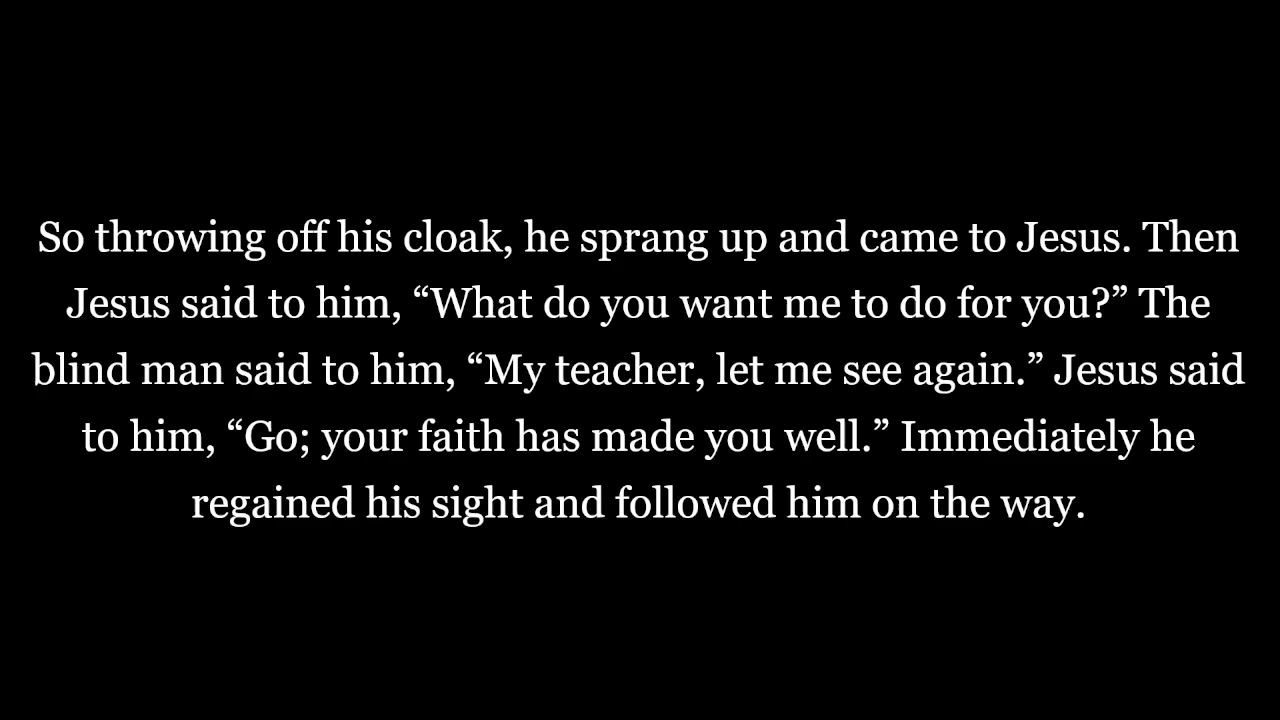 So throwing off his cloak, he sprang up and came to Jesus. Then
Jesus said to him, “What do you want me to do for you?” The
blind man said to him, “My teacher, let me see again.” Jesus said
to him, “Go; your faith has made you well.” Immediately he
regained his sight and followed him on the way.